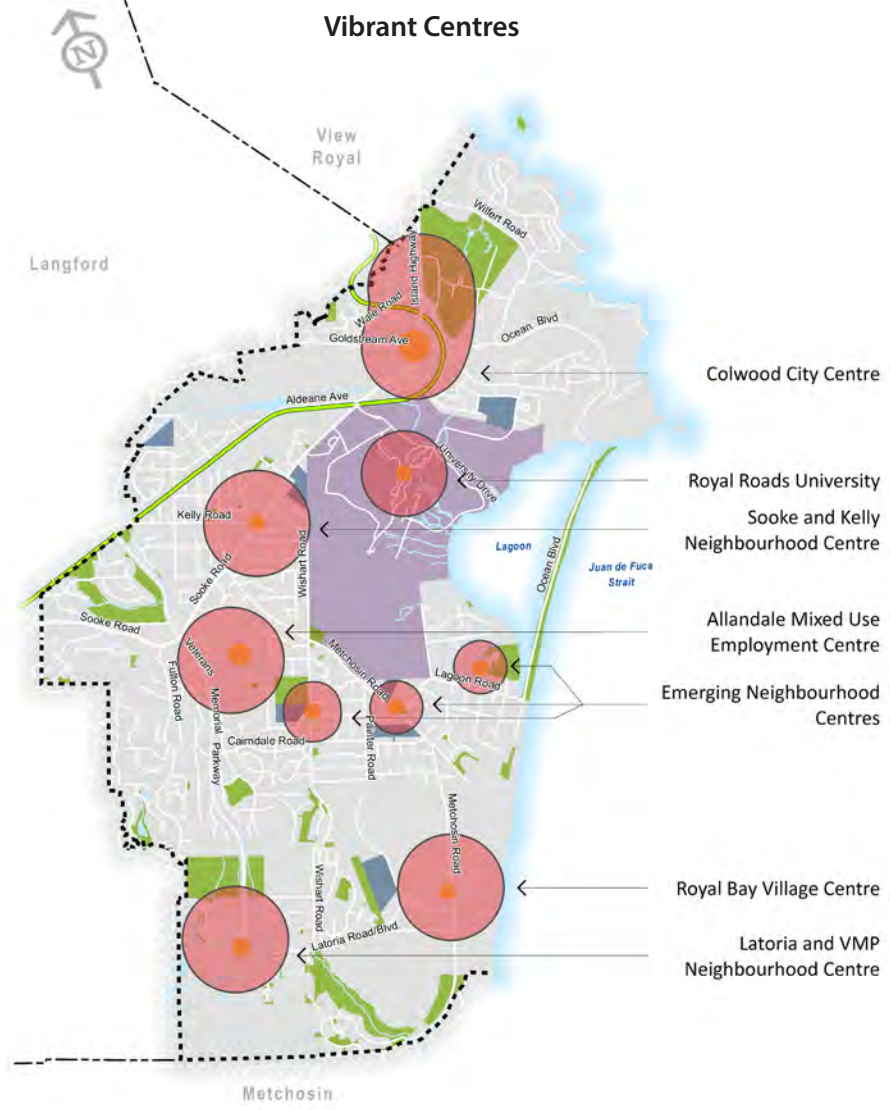 Vibrant Centres
N
View
Royal
Langford
Wilfert Road
Island Highway
Wale Road
Goldstream Ave
Ocean Blvd
Colwood City Centre
Aldeane Ave
University Drive
Royal Roads University
Kelly Road
Sooke and Kelly
Neighbourhood Centre
Wishart Road
Lagoon
Ocean Blvd
Juan de Fuca
Strait
Sooke Road
Sooke Road
Allandale Mixed Use
Employment Centre
Veterans
Memorial
Parkway
Fulton Road
Metchosin Road
Lagoon Road
Emerging Neighbourhood
Centres
Cairndale Road
Painter Road
Metchosin Road
Royal Bay Village Centre
Wishart Road
Latoria Road/Blvd.
Latoria and VMP
Neighbourhood Centre
Metchosin